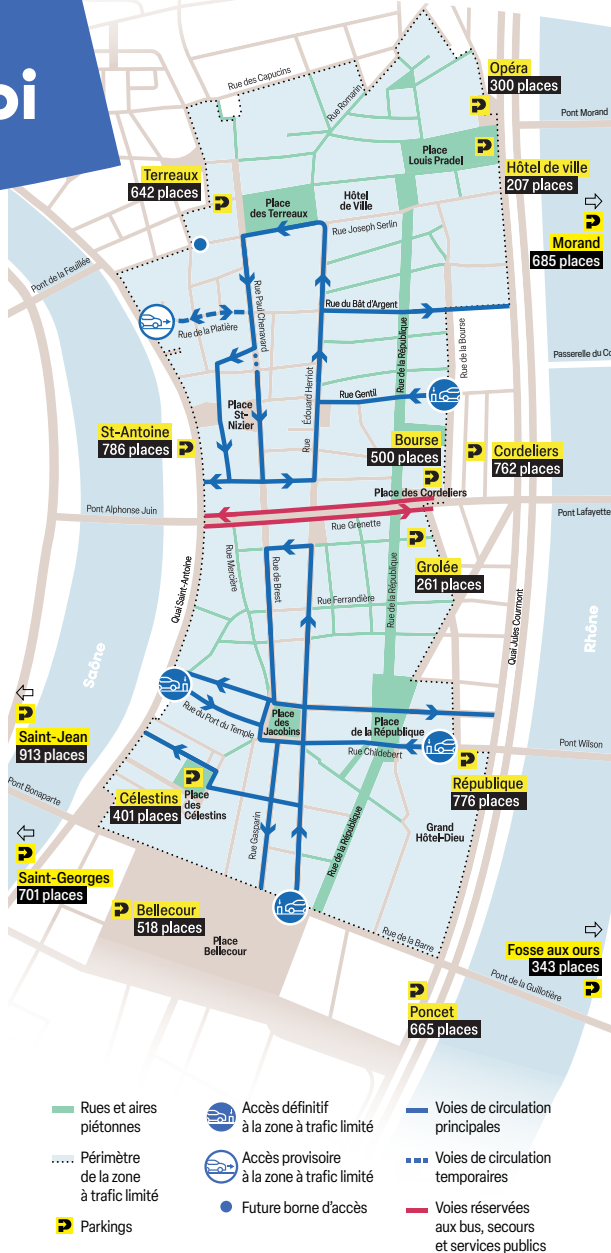 oi
Rue des Capucins
Opéra
300 places
Rue Romarin
Pont Morand
Place
Louis Pradel
Terreaux
642 places
Hôtel de ville
207 places
Place
des Terreaux
Hôtel
de Ville
Morand
685 places
Rue Joseph Serlin
Pont de la Feuillée
Rue Paul Chenavard
Rue du Bât d'Argent
Rue de la Platière
Rue de la République
Rue de la Bourse
Passerelle du Co
Place
St-
Nizier
Rue Édouard Herriot
Rue Gentil
St-Antoine
786 places
Bourse
500 places
Cordeliers
762 places
Place des Cordeliers
Pont Alphonse Juin
Rue Grenette
Pont Lafayette
Grolée
261 places
Rue Mercière
Rue de Brest
Rue Ferrandière
Rue de la République
Quai Saint-Antoine
Quai Jules Courmont
Saône
Rhône
Rue du Port du Temple
Place
des
Jacobins
Place
de la République
Saint-Jean
913 places
Rue Childebert
Pont Wilson
Pont Bonaparte
Célestins
401 places
Place
des
Célestins
République
776 places
Rue Gasparin
Rue de la République
Grand
Hôtel-Dieu
Saint-Georges
701 places
Bellecour
518 places
Place
Bellecour
Rue de la Barre
Fosse aux ours
343 places
Pont de la Guillotière
Poncet
665 places
Rues et aires
piétonnes
Périmètre
de la zone
à trafic limité
P Parkings
Accès définitif
à la zone à trafic limité
Accès provisoire
à la zone à trafic limité
Future borne d'accès
Voies de circulation
principales
Voies de circulation
temporaires
Voies réservées
aux bus, secours
et services publics